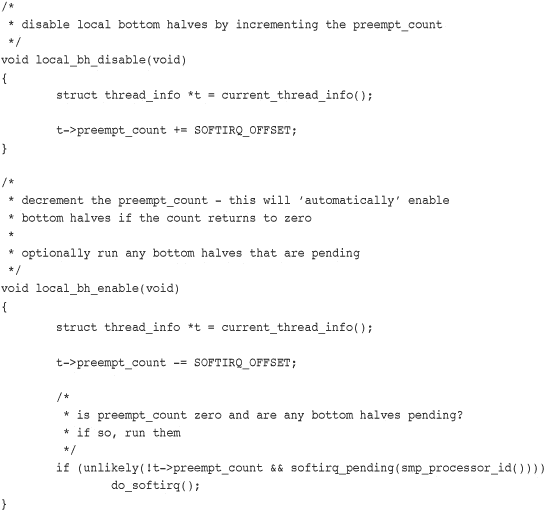 /*
 * disable local bottom halves by incrementing the preempt_count
 */
void local_bh_disable(void)
{
        struct thread_info *t = current_thread_info();

        t->preempt_count += SOFTIRQ_OFFSET;
}

/*
 * decrement the preempt_count – this will ‘automatically’ enable
 * bottom halves if the count returns to zero
 *
 * optionally run any bottom halves that are pending
 */
void local_bh_enable(void)
{
        struct thread_info *t = current_thread_info();

        t->preempt_count -= SOFTIRQ_OFFSET;

        /*
         * is preempt_count zero and are any bottom halves pending?
         * if so, run them
         */
        if (unlikely(!t->preempt_count && softirq_pending(smp_processor_id())))
                do_softirq();
}